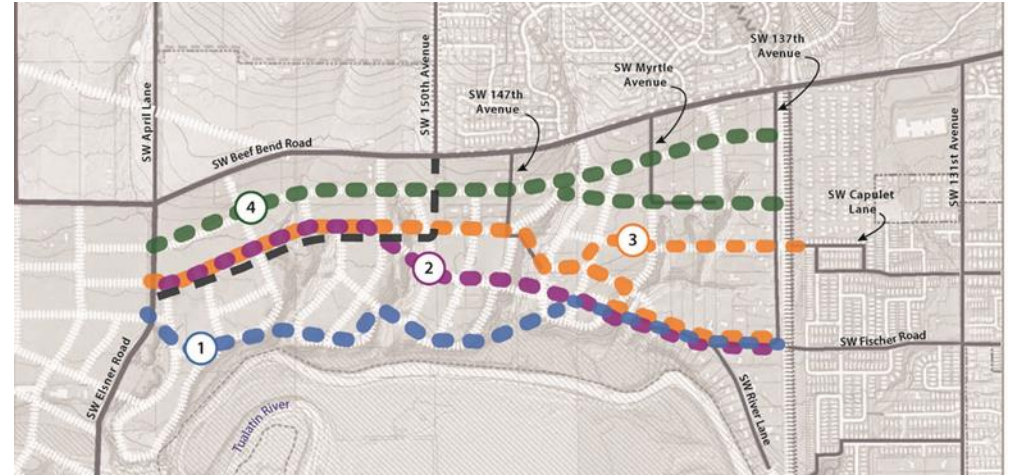 SW 137th
Avenue
SW Myrtle
Avenue
SW 147th
Avenue
SW 150th Avenue
SW April Lane
SW Beef Bend Road
SW 131st Avenue
SW Capulet
Lane
4
3
2
1
SW Fischer Road
SW Elsner Road
SW River Lane
Tualatin River